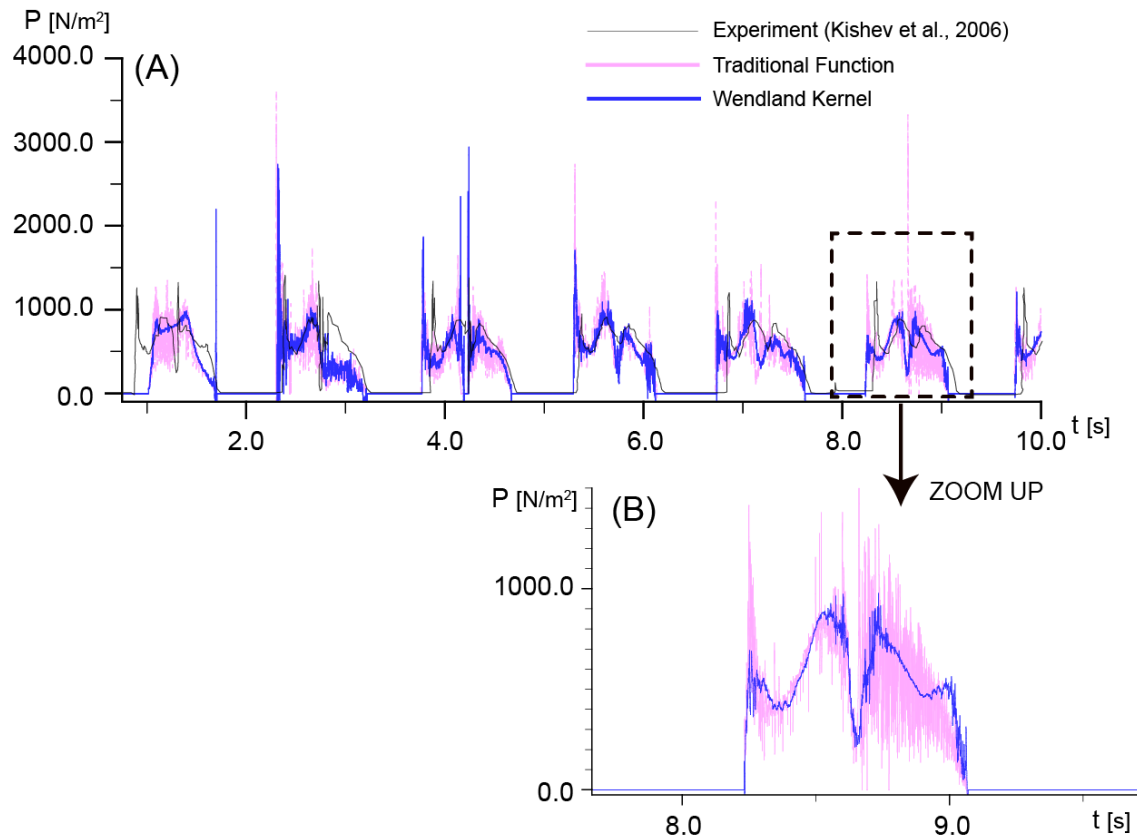 P [N/m²]
Experiment (Kishev et al., 2006)
Traditional Function
Wendland Kernel
(A)
4000.0
3000.0
2000.0
1000.0
0.0
2.0 4.0 6.0 8.0 10.0 t [s]
ZOOM UP
P [N/m²]
(B)
1000.0
0.0
8.0 9.0 t [s]